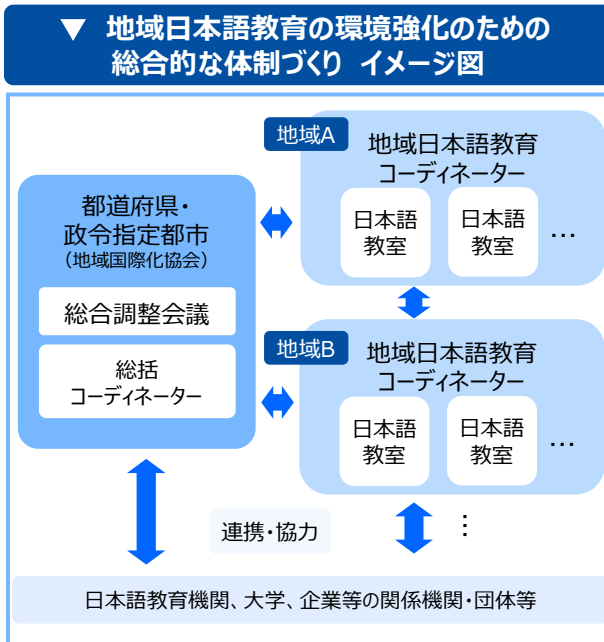 ▼ 地域日本語教育の環境強化のための
総合的な体制づくり イメージ図
都道府県・
政令指定都市
（地域国際化協会）
総合調整会議
総括
コーディネーター
地域A
地域日本語教育
コーディネーター
日本語
教室
日本語
教室
…
地域B
地域日本語教育
コーディネーター
日本語
教室
日本語
教室
…
連携・協力
⋮
日本語教育機関、大学、企業等の関係機関・団体等